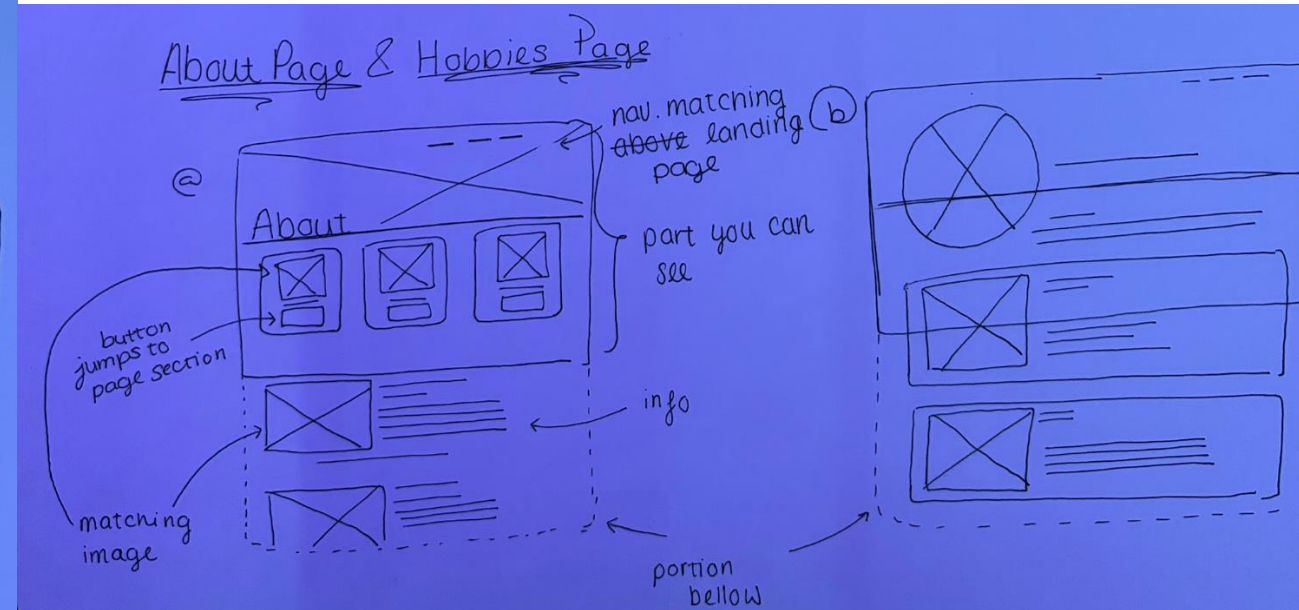 About Page & Hobbies Page
@
nav. matching
above landing
page
b
About
part you can
see
button
jumps to
page section
info
matching
image
portion
bellow